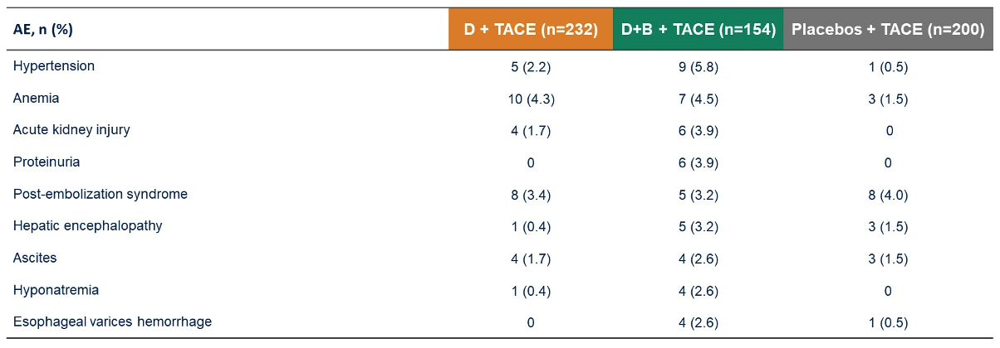 AE, n (%) D + TACE (n=232) D+B + TACE (n=154) Placebos + TACE (n=200)
Hypertension 5 (2.2) 9 (5.8) 1 (0.5)
Anemia 10 (4.3) 7 (4.5) 3 (1.5)
Acute kidney injury 4 (1.7) 6 (3.9) 0
Proteinuria 0 6 (3.9) 0
Post-embolization syndrome 8 (3.4) 5 (3.2) 8 (4.0)
Hepatic encephalopathy 1 (0.4) 5 (3.2) 3 (1.5)
Ascites 4 (1.7) 4 (2.6) 3 (1.5)
Hyponatremia 1 (0.4) 4 (2.6) 0
Esophageal varices hemorrhage 0 4 (2.6) 1 (0.5)